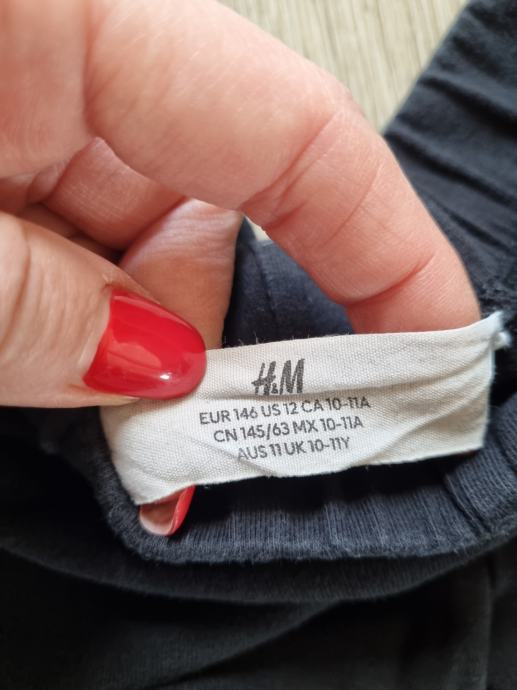 H&M
EUR 146 US 12 CA 10-11A
CN 145/63 MX 10-11A
AUS 11 UK 10-11Y